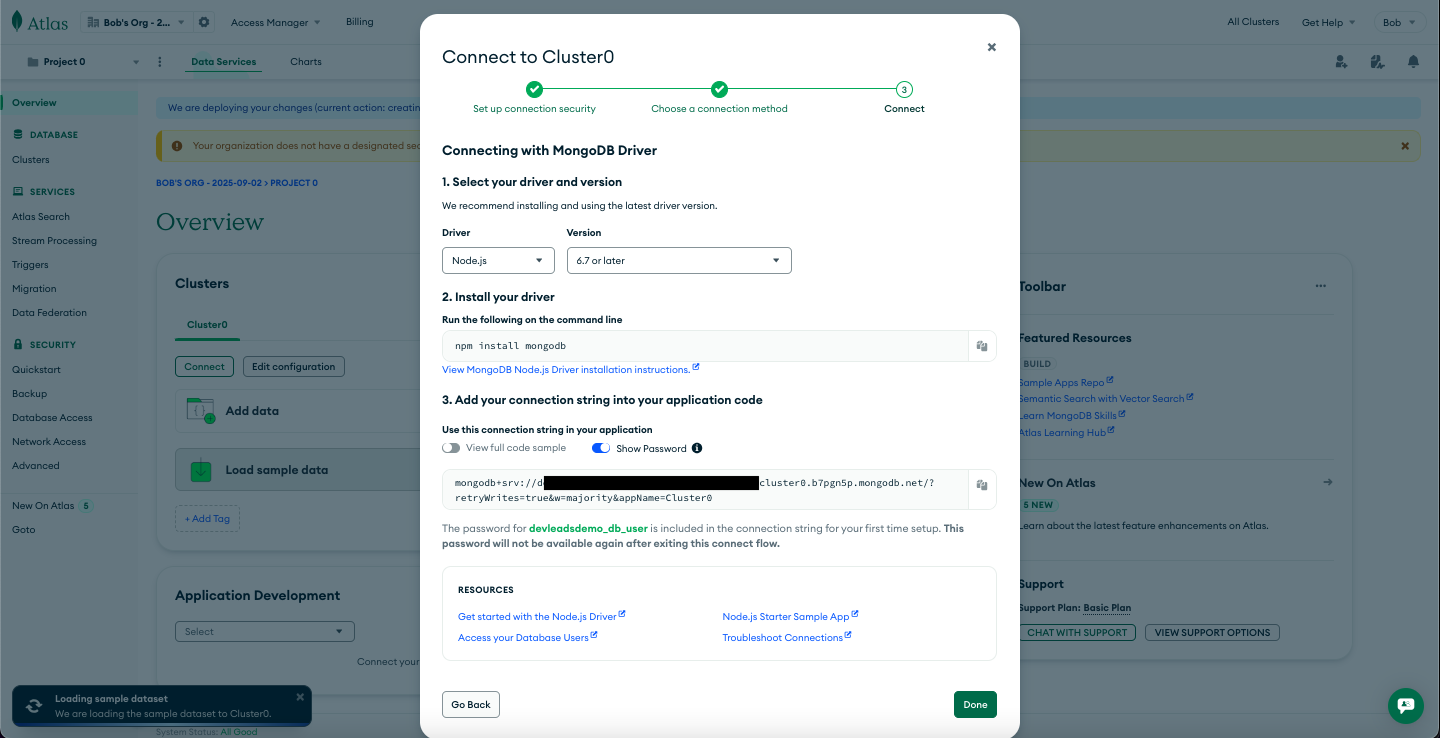 Atlas
Bob's Org - 2...
Access Manager
Billing
All Clusters
Get Help
Bob
Project 0
Data Services
Charts
Overview
DATABASE
Clusters
SERVICES
Atlas Search
Stream Processing
Triggers
Migration
Data Federation
SECURITY
Quickstart
Backup
Database Access
Network Access
Advanced
New On Atlas 5
Goto
We are deploying your changes (current action: creatin
Your organization does not have a designated sec
BOB'S ORG - 2025-09-02 > PROJECT 0
Overview
Clusters
Cluster0
Connect
Edit configuration
Add data
Load sample data
+ Add Tag
Application Development
Select
Connect your
Loading sample dataset
We are loading the sample dataset to Cluster0.
System Status: All Good
Connect to Cluster0
Set up connection security
Choose a connection method
3
Connect
Connecting with MongoDB Driver
1. Select your driver and version
We recommend installing and using the latest driver version.
Driver
Version
Node.js
6.7 or later
2. Install your driver
Run the following on the command line
npm install mongodb
View MongoDB Node.js Driver installation instructions.
3. Add your connection string into your application code
Use this connection string in your application
View full code sample
Show Password
mongodb+srv://d cluster0.b7pgn5p.mongodb.net/?
retryWrites=true&w=majority&appName=Cluster0
The password for devleadsdemo_db_user is included in the connection string for your first time setup. This
password will not be available again after exiting this connect flow.
RESOURCES
Get started with the Node.js Driver
Node.js Starter Sample App
Access your Database Users
Troubleshoot Connections
Go Back
Done
Toolbar
Featured Resources
BUILD
Sample Apps Repo
Semantic Search with Vector Search
Learn MongoDB Skills
Atlas Learning Hub
New On Atlas
5 NEW
Learn about the latest feature enhancements on Atlas.
Support
Support Plan: Basic Plan
CHAT WITH SUPPORT
VIEW SUPPORT OPTIONS